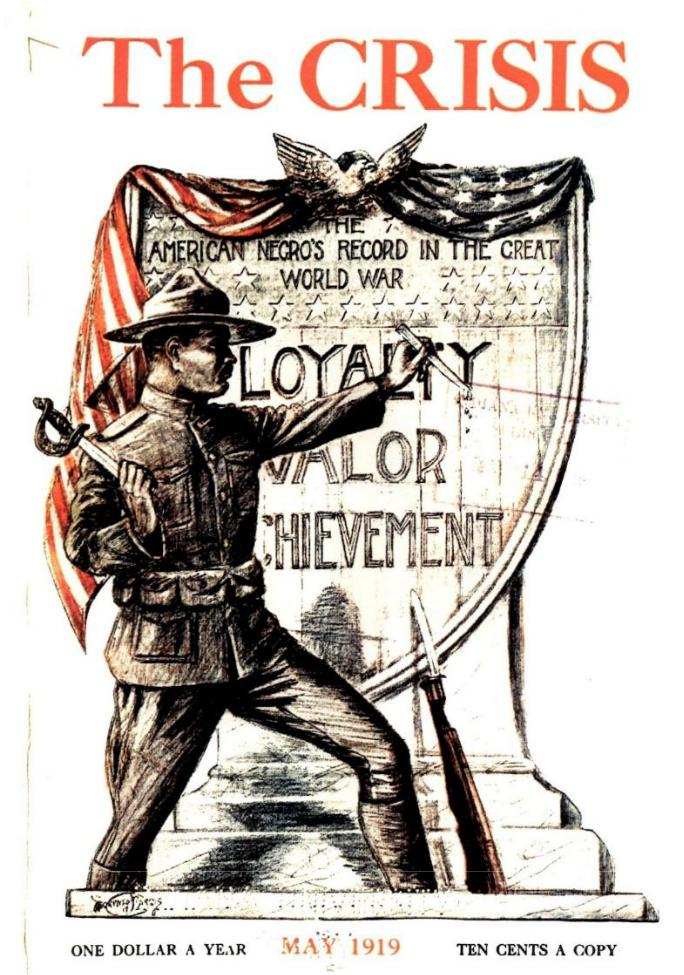 The CRISIS
THE
AMERICAN NEGRO'S RECORD IN THE GREAT
WORLD WAR
LOYALTY
VALOR
CHIEVEMENT
ONE DOLLAR A YEAR MAY 1919 TEN CENTS A COPY